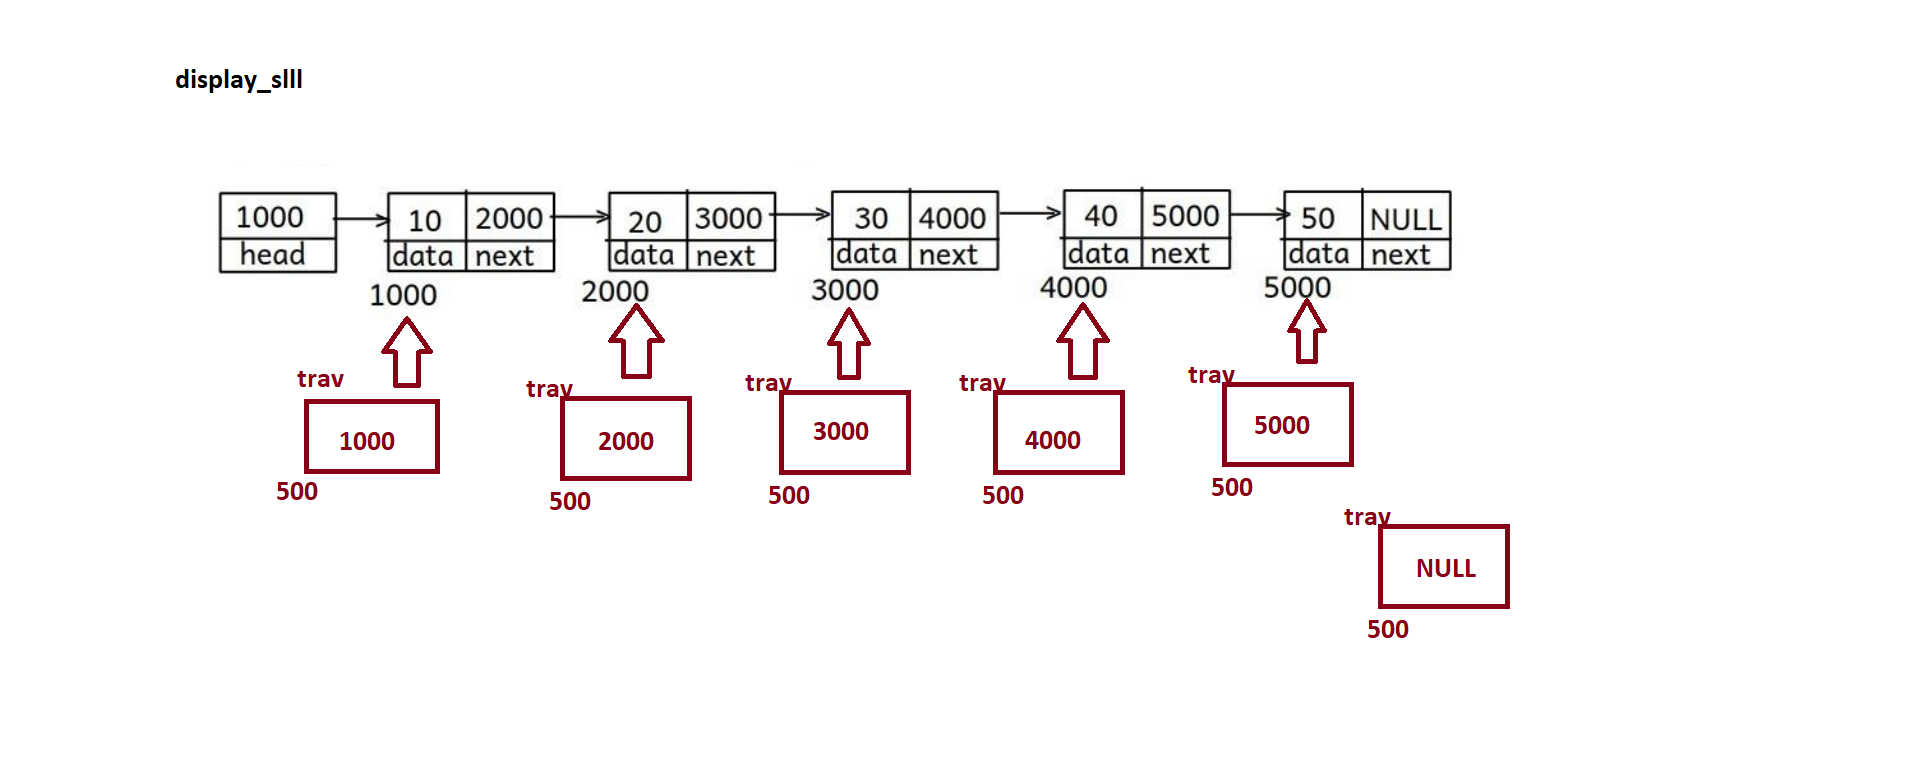 display_slll
1000 10 2000 20 3000 30 4000 40 5000 50 NULL
head data next data next data next data next data next
1000 2000 3000 4000 5000
trav trav trav trav trav
1000 2000 3000 4000 5000
500 500 500 500 500
trav
NULL
500